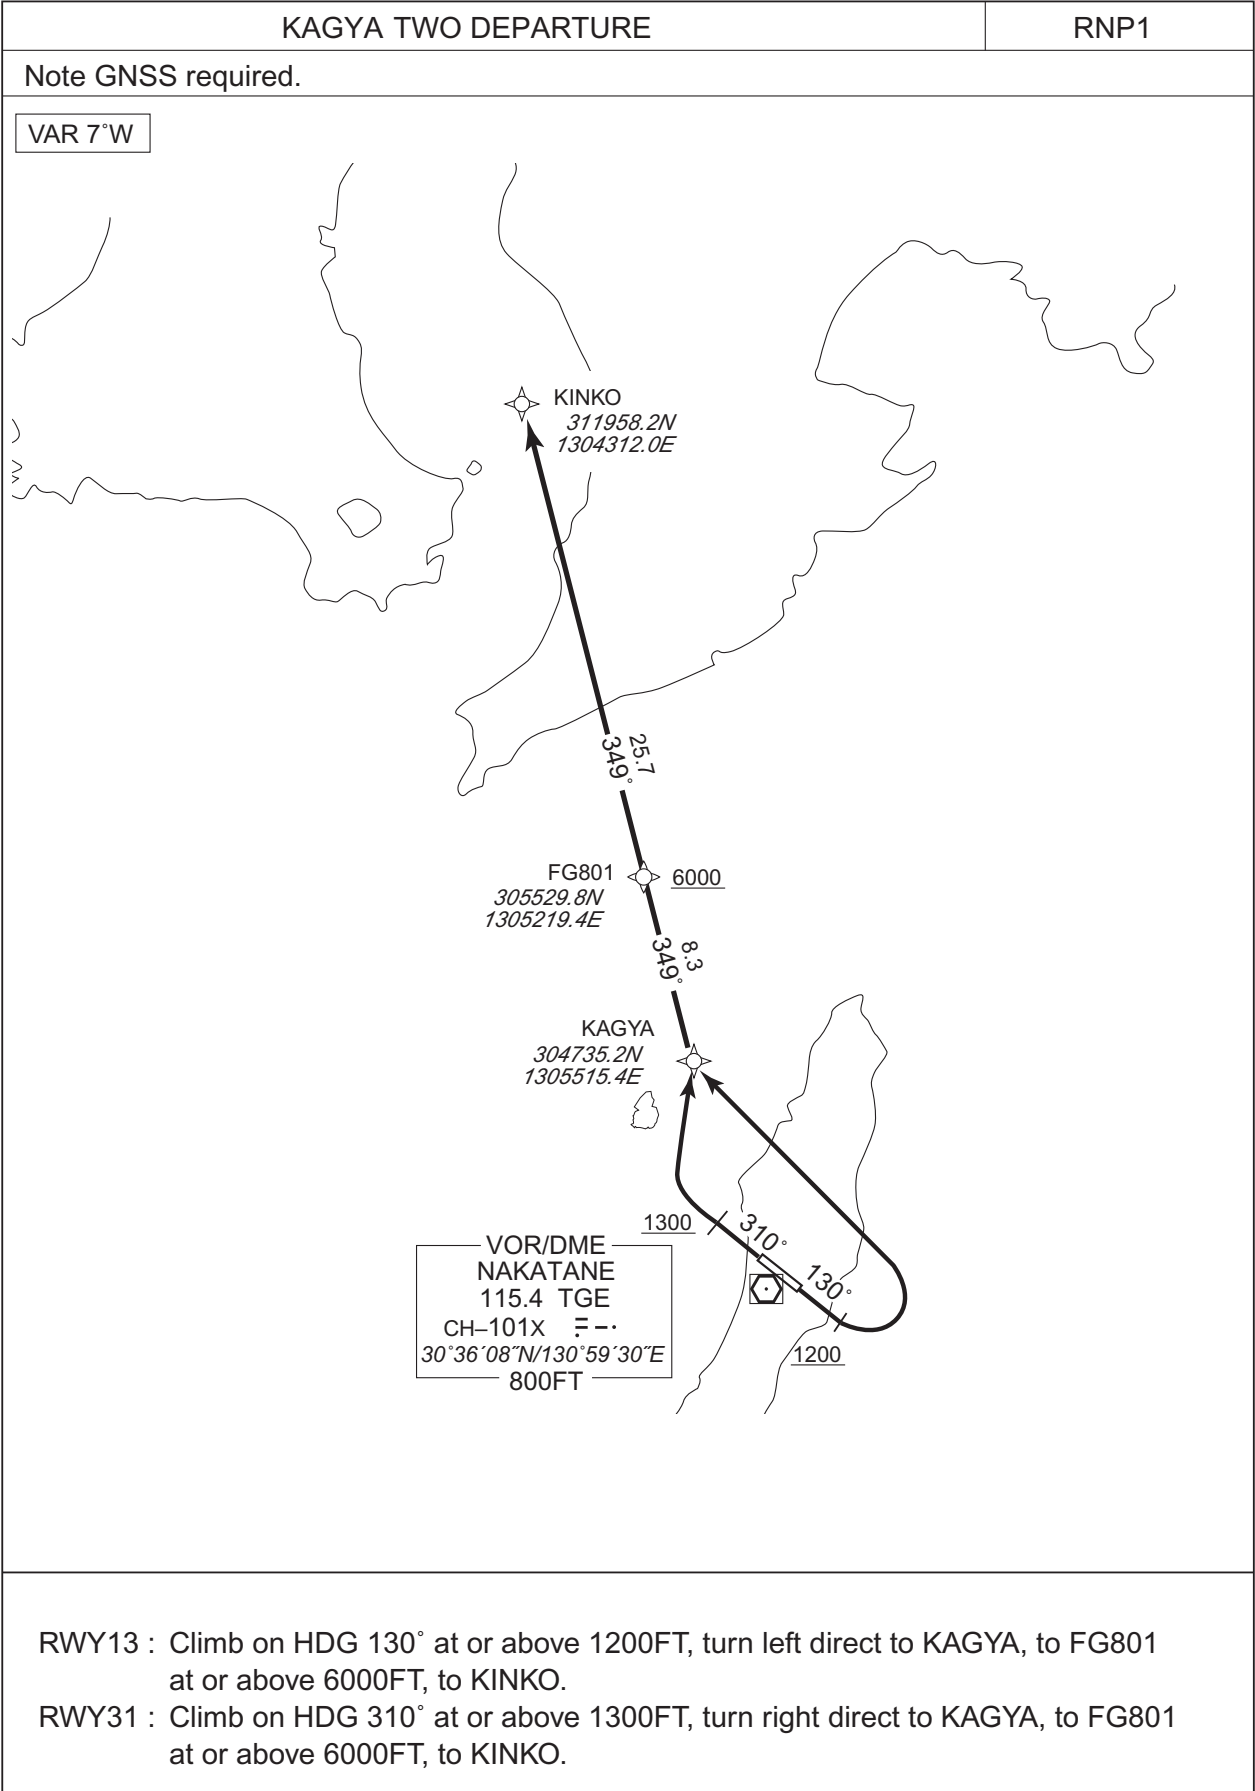 KAGYA TWO DEPARTURE
RNP1
Note GNSS required.
VAR 7˚W
KINKO
311958.2N
1304312.0E
25.7
349˚
FG801
305529.8N
1305219.4E
6000
8.3
349˚
KAGYA
304735.2N
1305515.4E
1300
310˚
130˚
1200
VOR/DME
NAKATANE
115.4 TGE
CH–101X
30˚36´08˝N/130˚59´30˝E
800FT
RWY13 : Climb on HDG 130˚ at or above 1200FT, turn left direct to KAGYA, to FG801
at or above 6000FT, to KINKO.
RWY31 : Climb on HDG 310˚ at or above 1300FT, turn right direct to KAGYA, to FG801
at or above 6000FT, to KINKO.